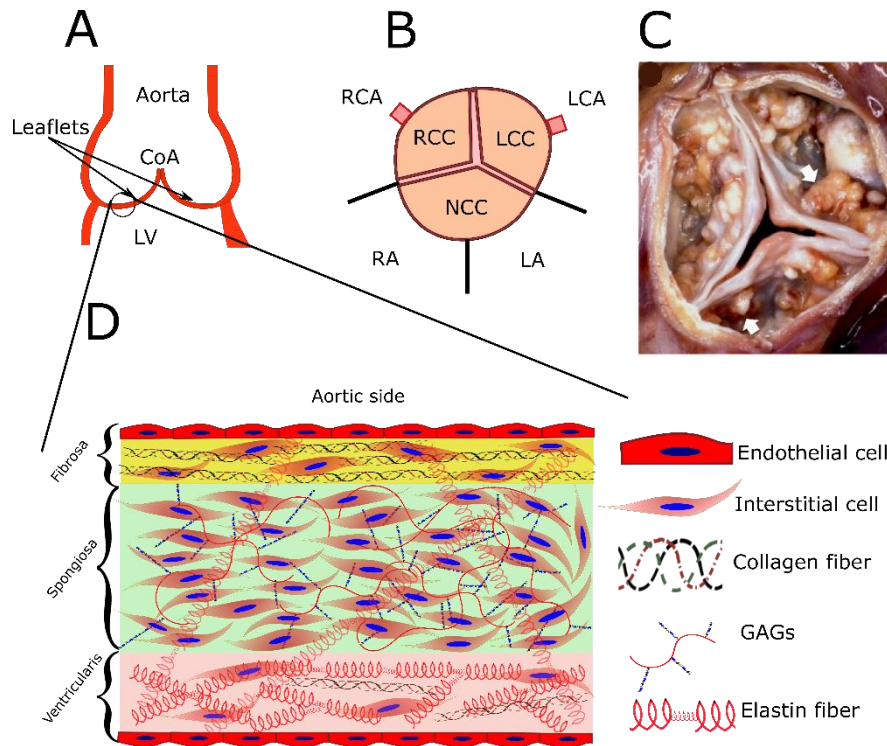 A
B
C
Aorta
Leaflets
CoA
LV
RCA
LCA
RCC
LCC
NCC
RA
LA
D
Aortic side
Fibrosa
Spongiosa
Ventricularis
Endothelial cell
Interstitial cell
Collagen fiber
GAGs
Elastin fiber